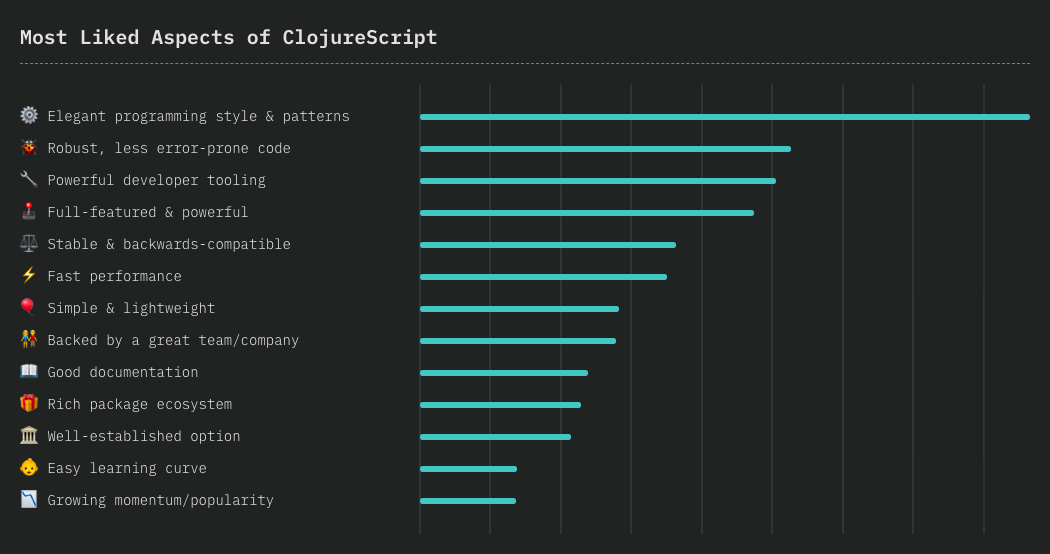 Most Liked Aspects of ClojureScript
Elegant programming style & patterns
Robust, less error-prone code
Powerful developer tooling
Full-featured & powerful
Stable & backwards-compatible
Fast performance
Simple & lightweight
Backed by a great team/company
Good documentation
Rich package ecosystem
Well-established option
Easy learning curve
Growing momentum/popularity